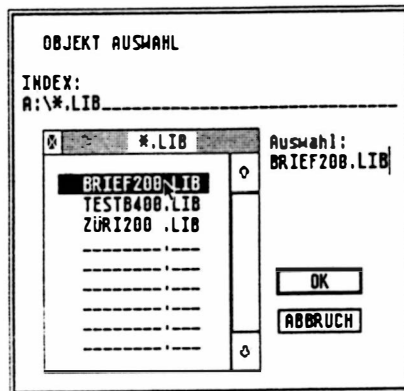 OBJEKT AUSWAHL
INDEX:
A:\*.LIB
*.LIB
BRIEF200.LIB
TESTB400.LIB
ZüRI200 .LIB
Auswahl:
BRIEF200.LIB
OK
ABBRUCH